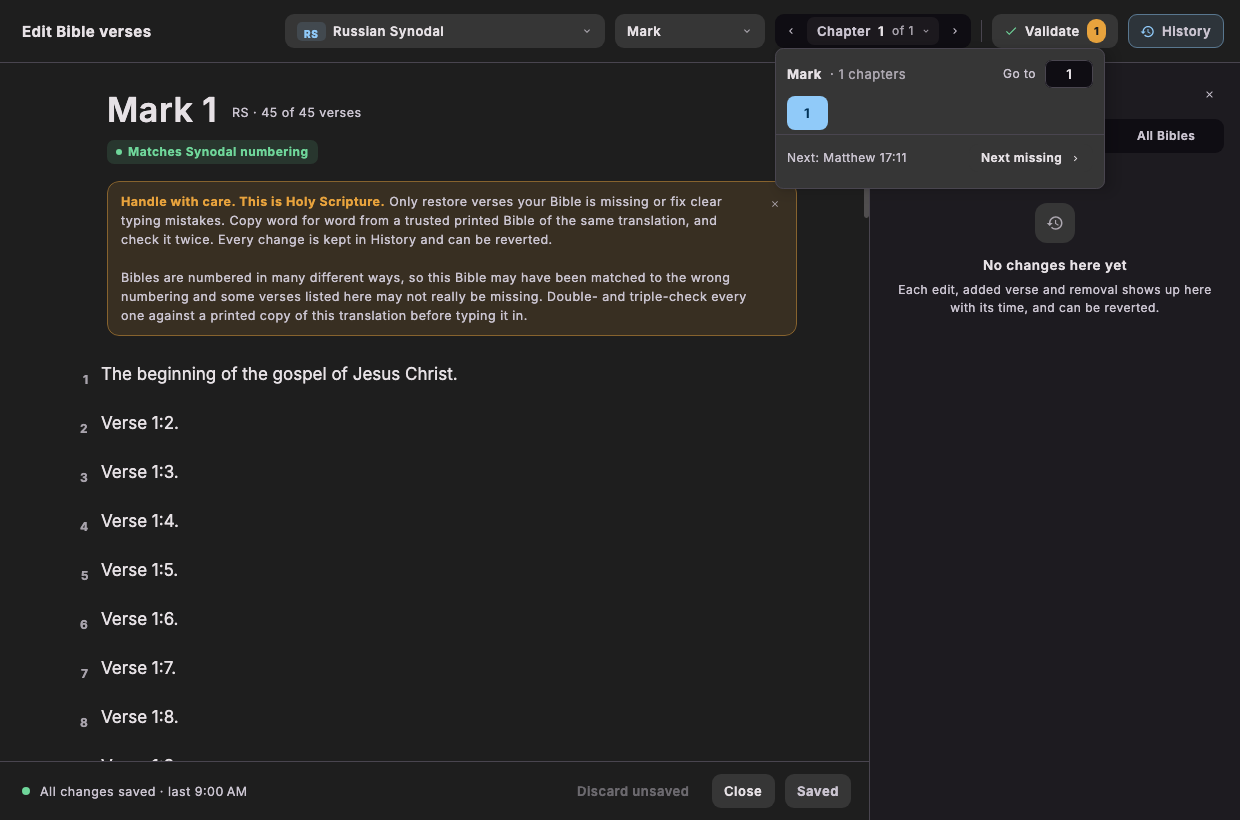 Edit Bible verses
RS Russian Synodal
Mark
Chapter 1 of 1
Validate 1
History
Mark · 1 chapters
Go to 1
1
Next: Matthew 17:11
Next missing
All Bibles
Mark 1 RS · 45 of 45 verses
Matches Synodal numbering
Handle with care. This is Holy Scripture. Only restore verses your Bible is missing or fix clear
typing mistakes. Copy word for word from a trusted printed Bible of the same translation, and
check it twice. Every change is kept in History and can be reverted.
Bibles are numbered in many different ways, so this Bible may have been matched to the wrong
numbering and some verses listed here may not really be missing. Double- and triple-check every
one against a printed copy of this translation before typing it in.
1 The beginning of the gospel of Jesus Christ.
2 Verse 1:2.
3 Verse 1:3.
4 Verse 1:4.
5 Verse 1:5.
6 Verse 1:6.
7 Verse 1:7.
8 Verse 1:8.
No changes here yet
Each edit, added verse and removal shows up here
with its time, and can be reverted.
All changes saved · last 9:00 AM
Discard unsaved
Close
Saved